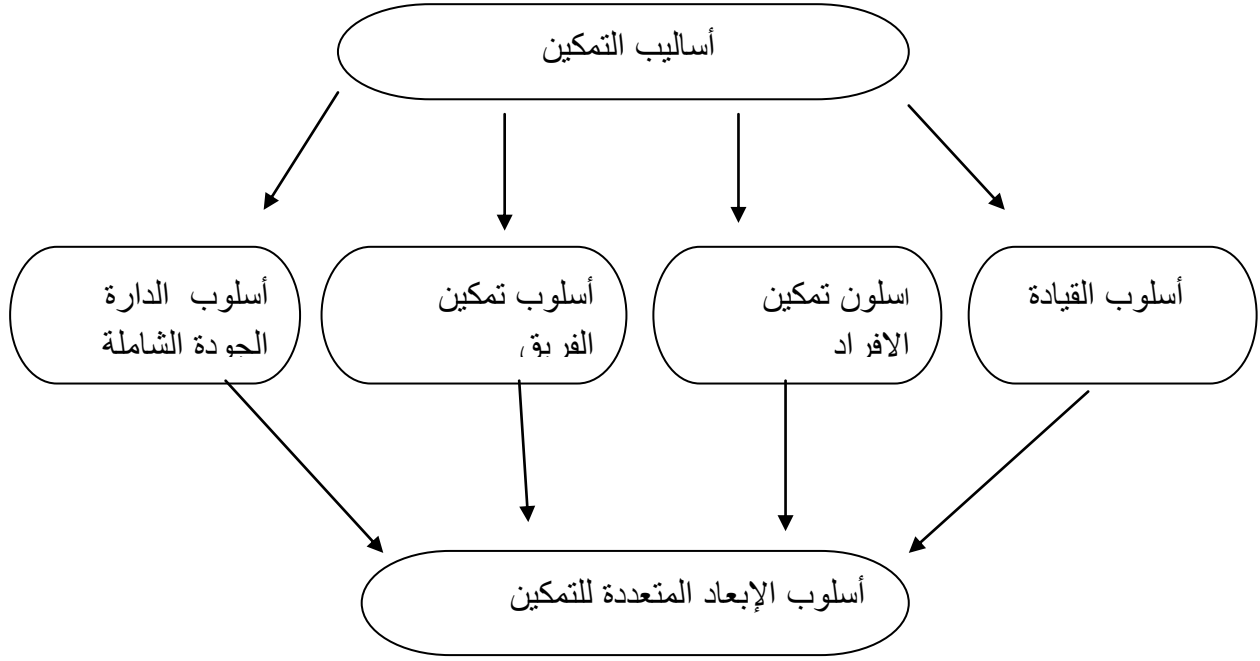 أساليب التمكين
أسلوب القيادة
اسلون تمكين
الافراد
أسلوب تمكين
الفريق
أسلوب الدارة
الجودة الشاملة
أسلوب الإبعاد المتعددة للتمكين